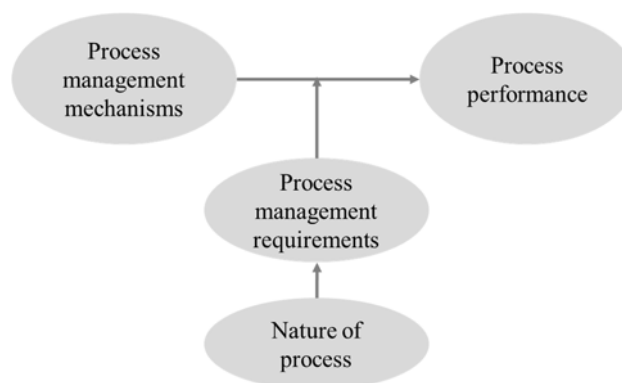 Process
management
mechanisms
Process
performance
Process
management
requirements
Nature of
process